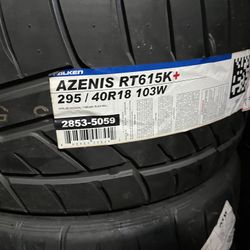 FALKEN
AZENIS RT615K+
295 / 40R18 103W
2853-5059